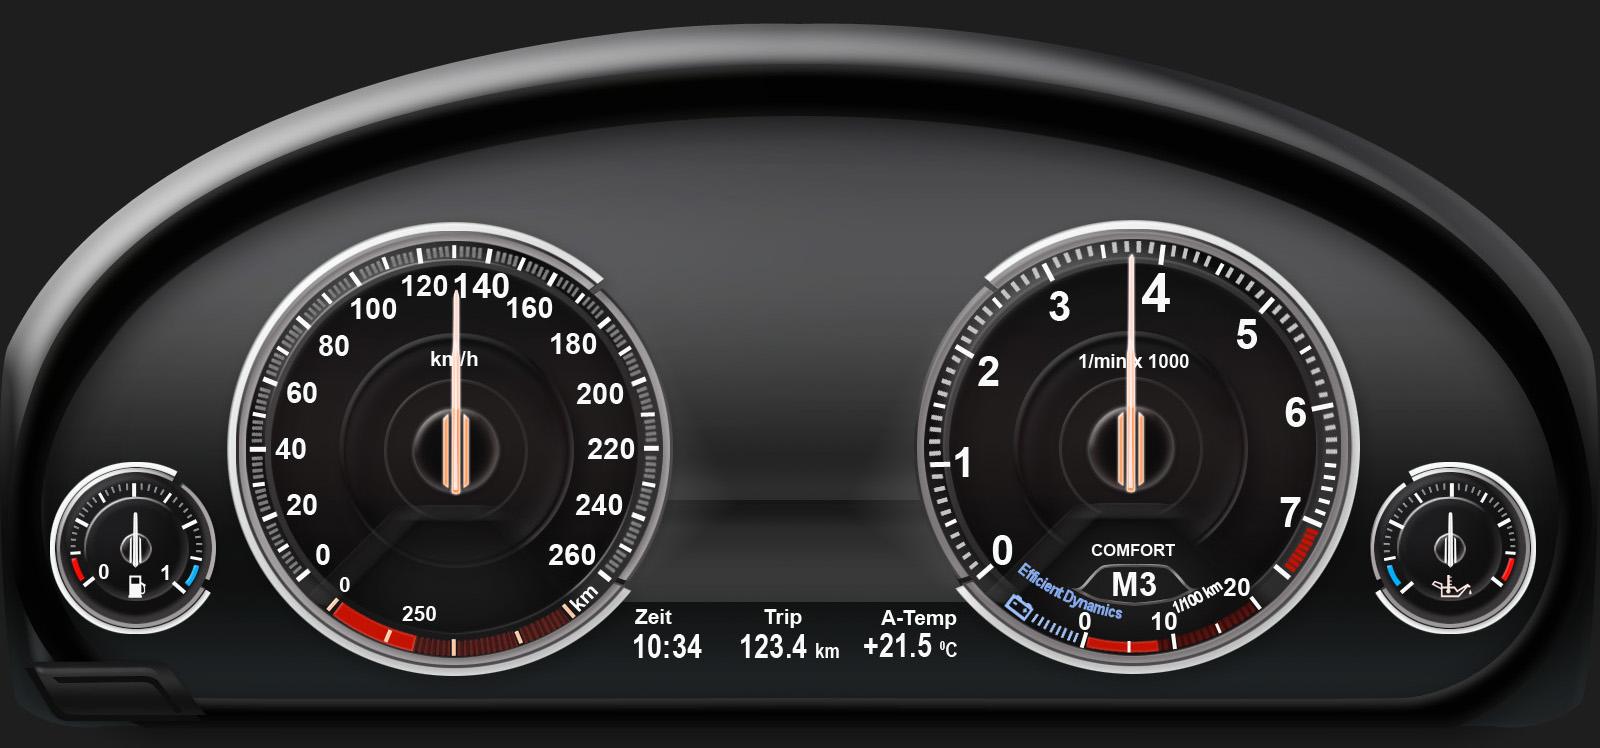 0
20
40
60
80
100
120
140
160
180
200
220
240
260
km/h
0
250
km
0
1
Zeit
10:34
Trip
123.4 km
A-Temp
+21.5 °C
0
1
2
3
4
5
6
7
1/min x 1000
COMFORT
M3
Efficient Dynamics
0
10
1/100 km
20